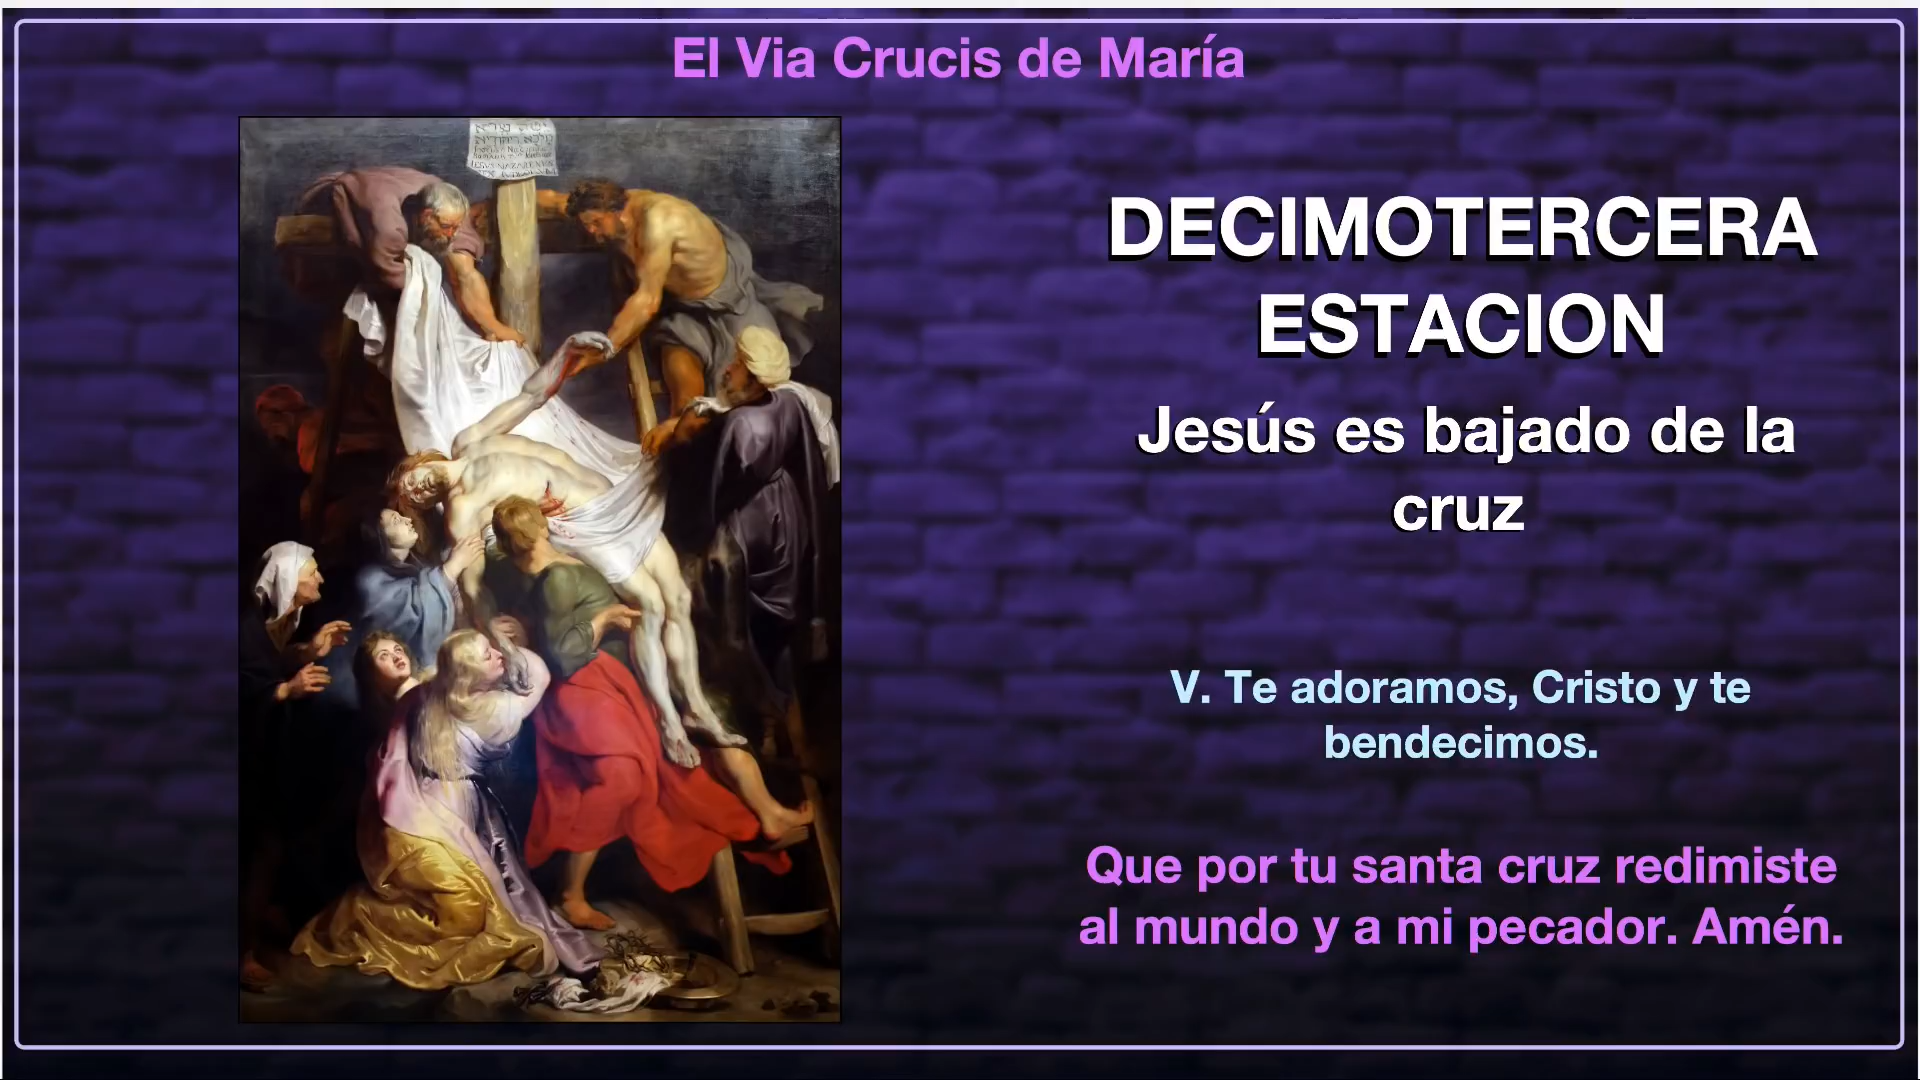 El Via Crucis de María
DECIMOTERCERA
ESTACION
Jesús es bajado de la
cruz
V. Te adoramos, Cristo y te
bendecimos.
Que por tu santa cruz redimiste
al mundo y a mi pecador. Amén.